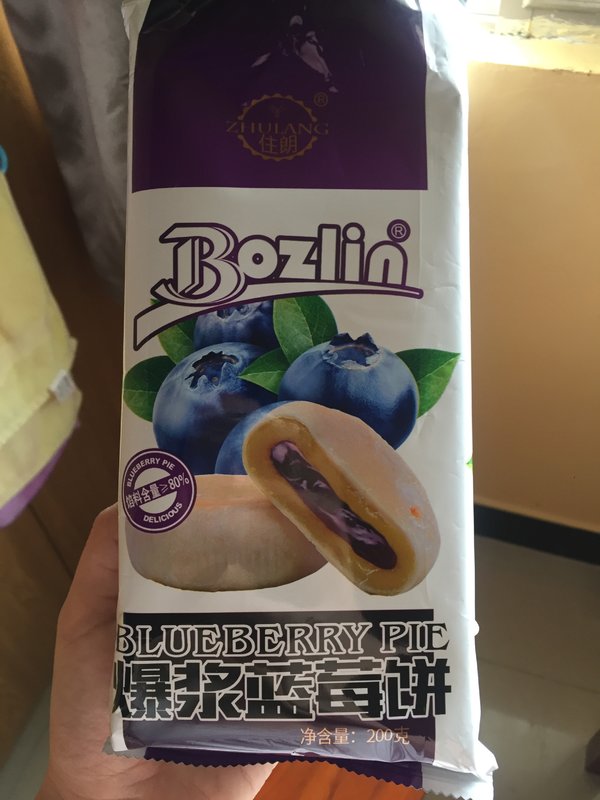 ®
ZHULANG
住朗
Bozlin®
BLUEBERRY PIE
馅料含量≥80%
DELICIOUS
BLUEBERRY PIE
爆浆蓝莓饼
净含量：200克